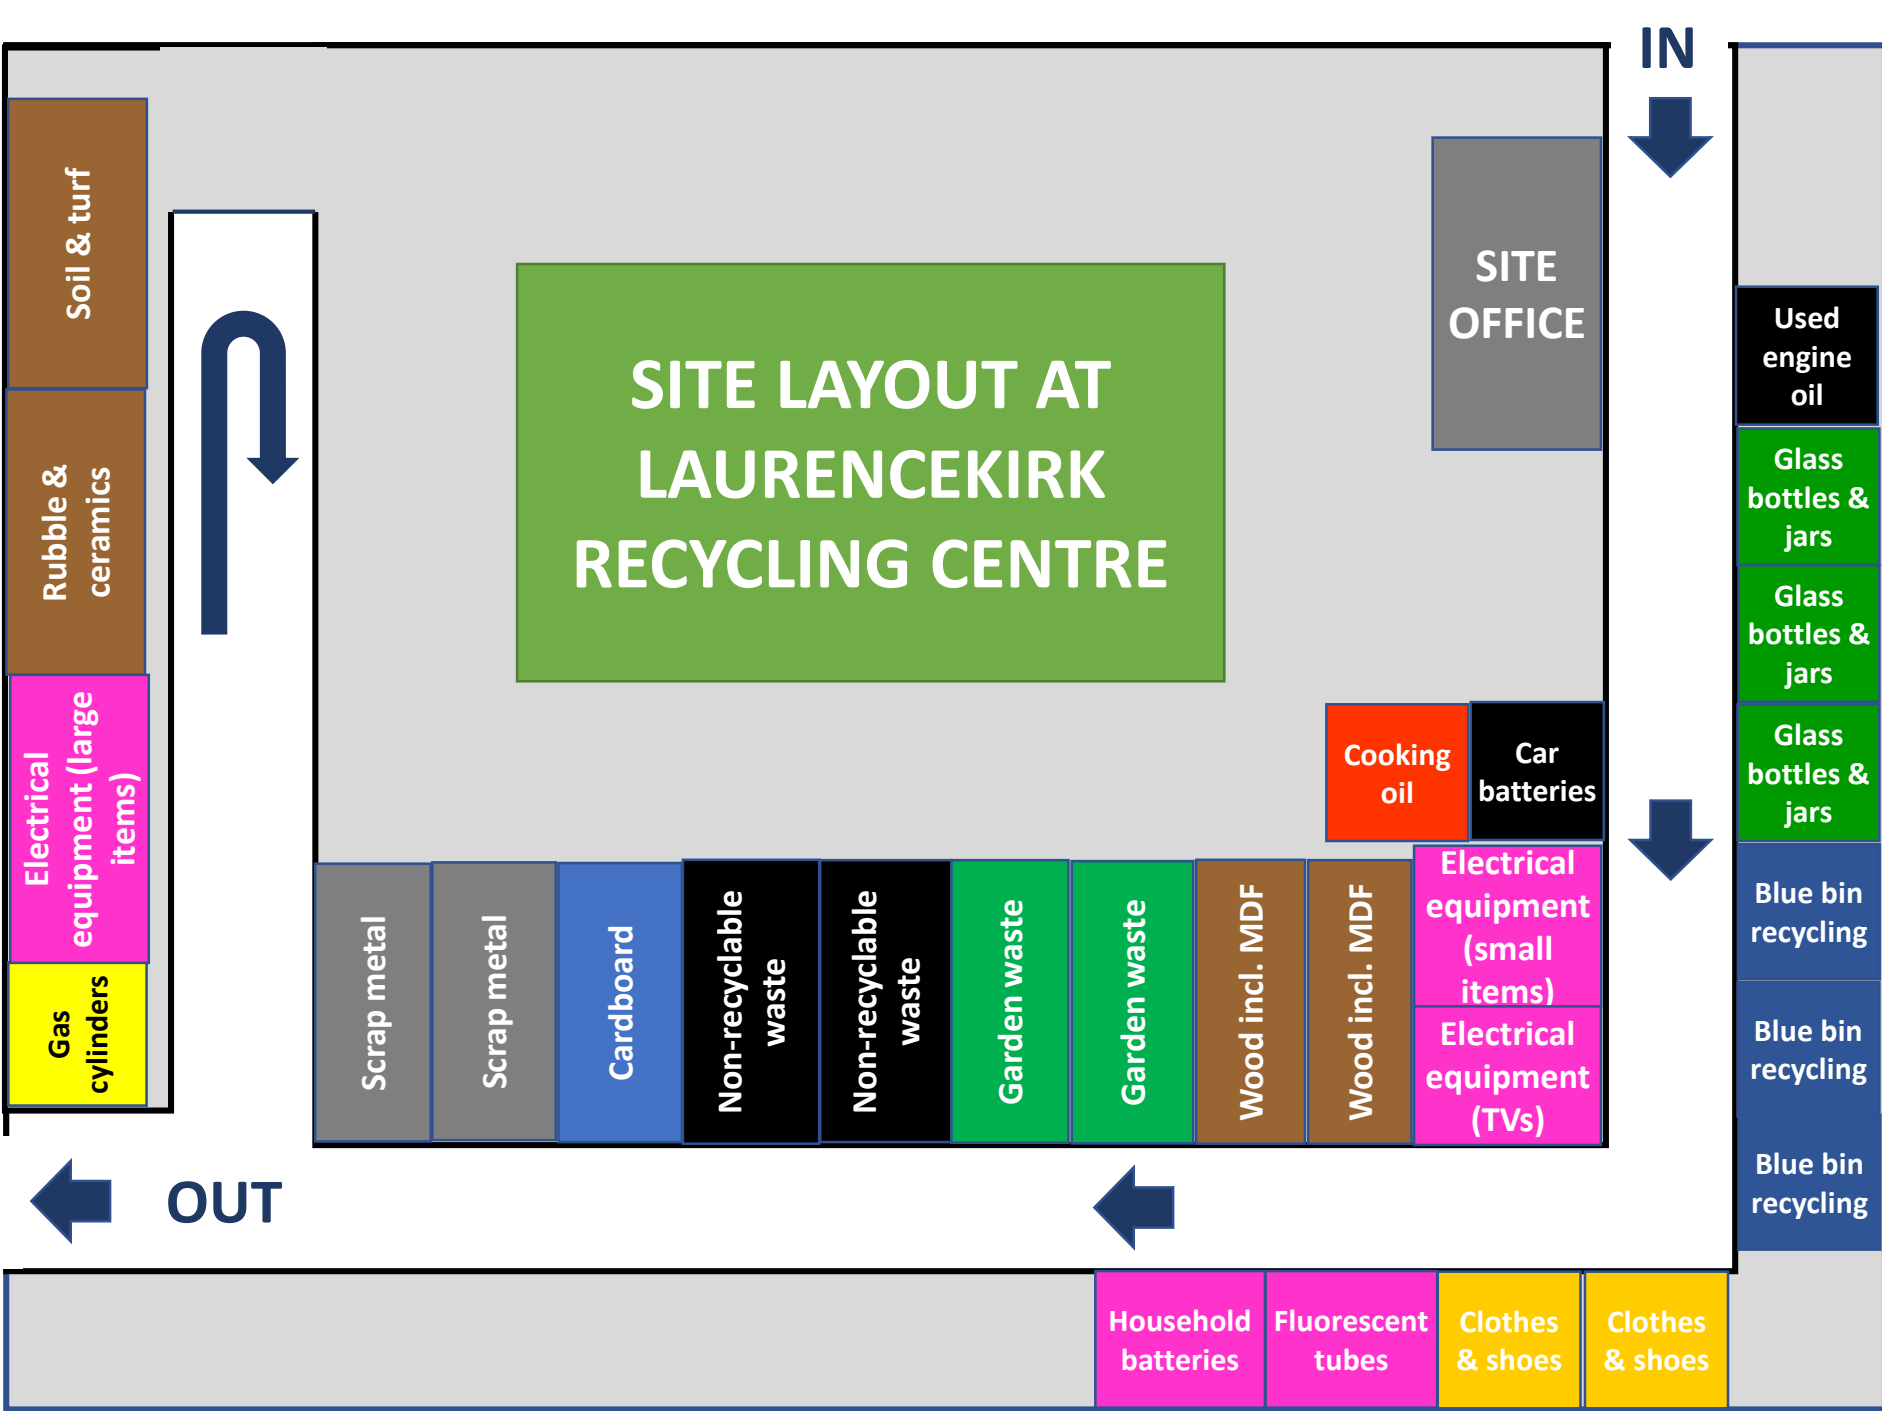 IN
Soil & turf
Rubble &
ceramics
Electrical
equipment (large
items)
Gas
cylinders
SITE LAYOUT AT
LAURENCEKIRK
RECYCLING CENTRE
SITE
OFFICE
Used
engine
oil
Glass
bottles &
jars
Glass
bottles &
jars
Glass
bottles &
jars
Blue bin
recycling
Blue bin
recycling
Blue bin
recycling
Cooking
oil
Car
batteries
Scrap metal
Scrap metal
Cardboard
Non-recyclable
waste
Non-recyclable
waste
Garden waste
Garden waste
Wood incl. MDF
Wood incl. MDF
Electrical
equipment
(small
items)
Electrical
equipment
(TVs)
OUT
Household
batteries
Fluorescent
tubes
Clothes
& shoes
Clothes
& shoes